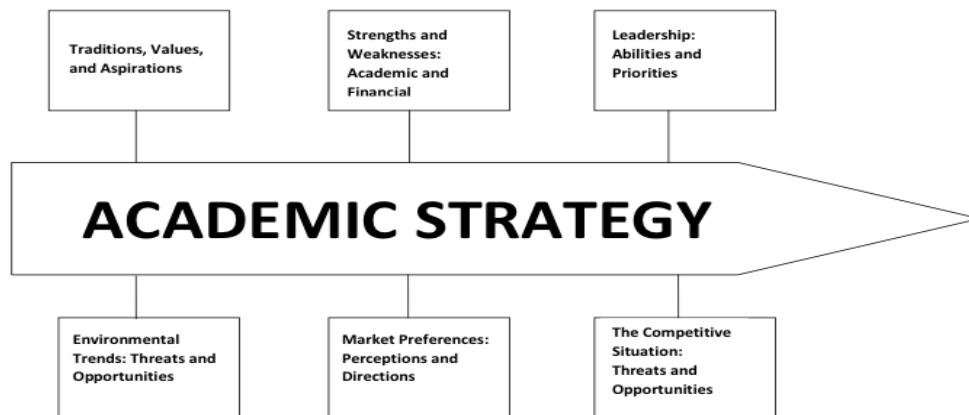 Traditions, Values,
and Aspirations
Strengths and
Weaknesses:
Academic and
Financial
Leadership:
Abilities and
Priorities
ACADEMIC STRATEGY
Environmental
Trends: Threats and
Opportunities
Market Preferences:
Perceptions and
Directions
The Competitive
Situation:
Threats and
Opportunities